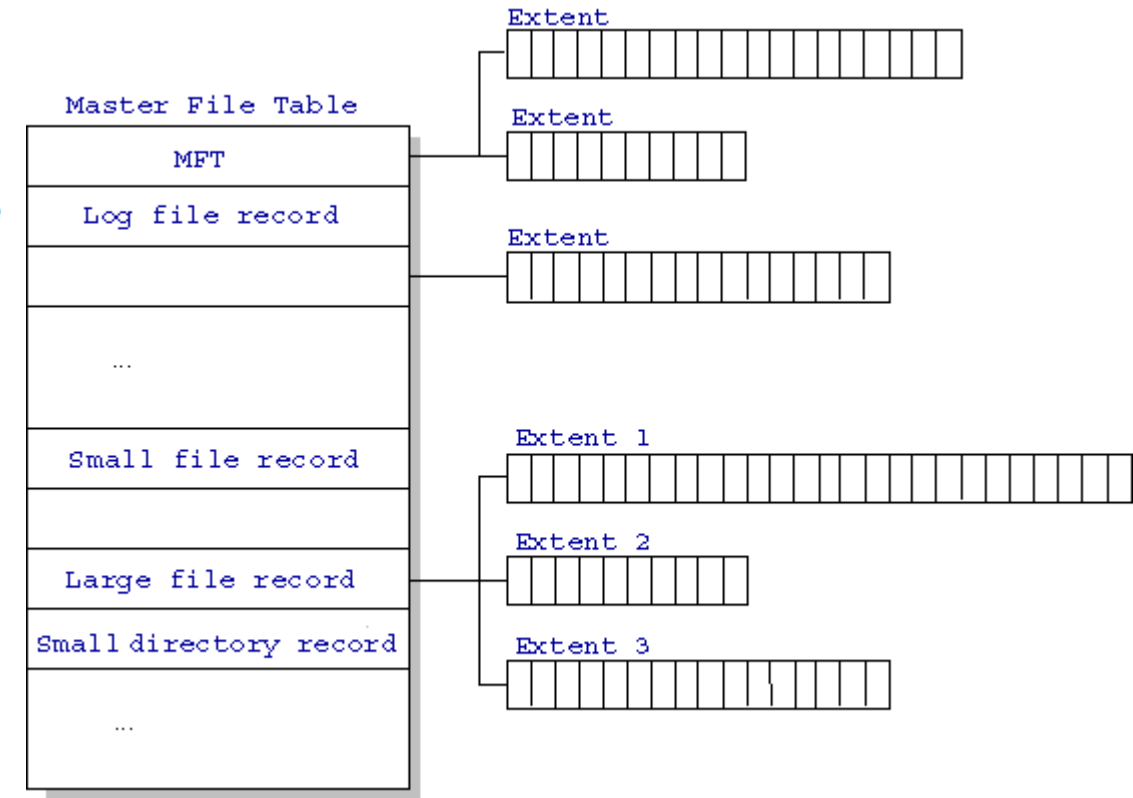 Extent
Master File Table
Extent
MFT
Log file record
Extent
...
Extent 1
Small file record
Extent 2
Large file record
Small directory record
Extent 3
...